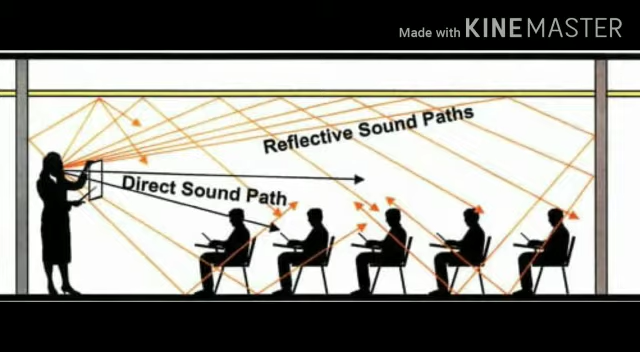 Made with KINEMASTER
Reflective Sound Paths
Direct Sound Path